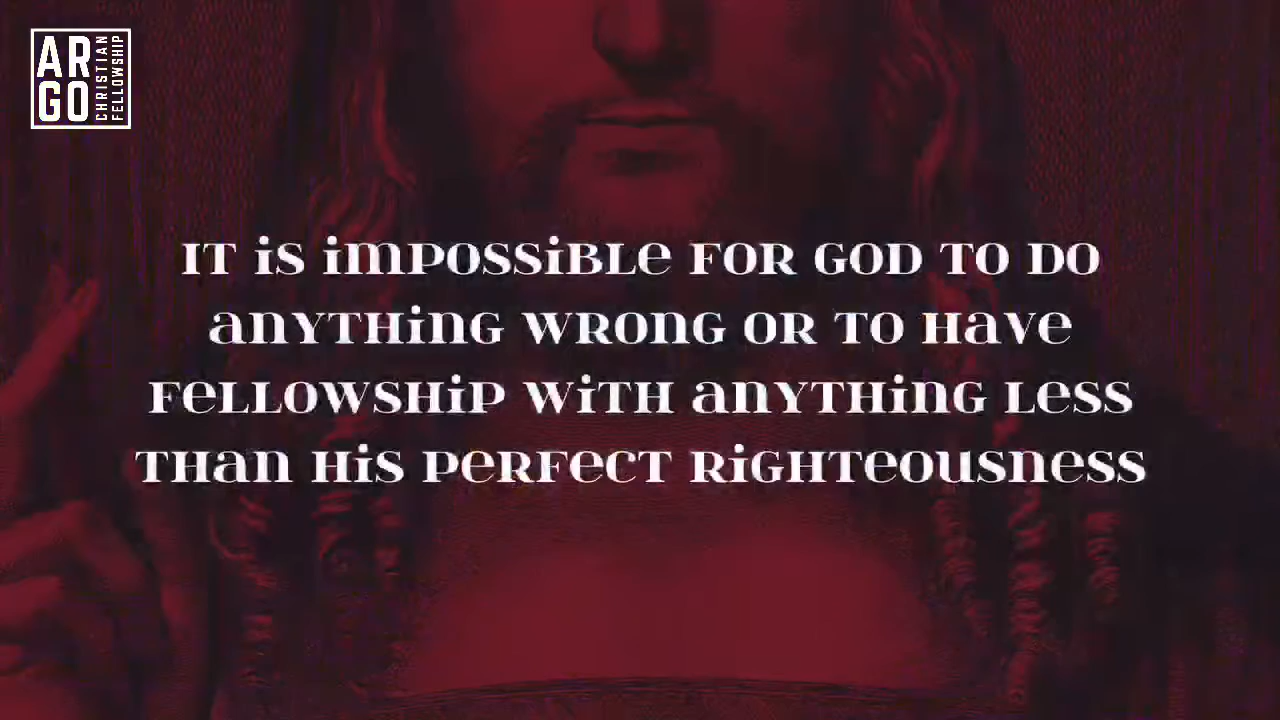 AR
GO
CHRISTIAN
FELLOWSHIP
IT iS iMPOSSiBLe FOR GOD TO DO
anYTHinG WROnG OR TO Have
FeLLOWSHiP WiTH anYTHinG Less
THan HiS PeRFecT RiGHTeousness